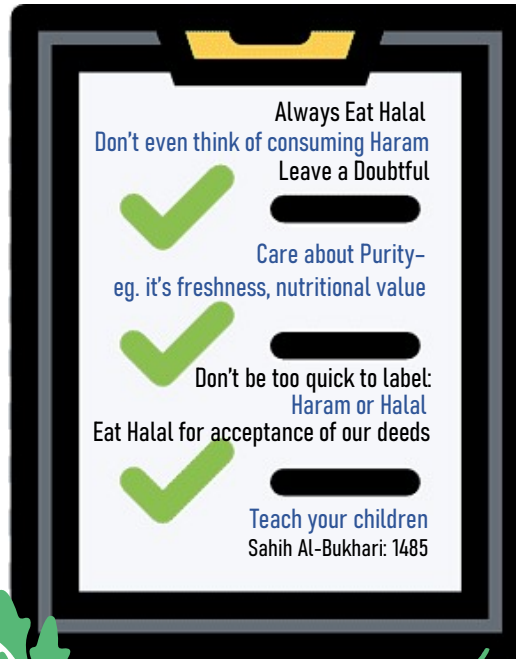 Always Eat Halal
Don't even think of consuming Haram
Leave a Doubtful
Care about Purity–
eg. it's freshness, nutritional value
Don't be too quick to label:
Haram or Halal
Eat Halal for acceptance of our deeds
Teach your children
Sahih Al-Bukhari: 1485